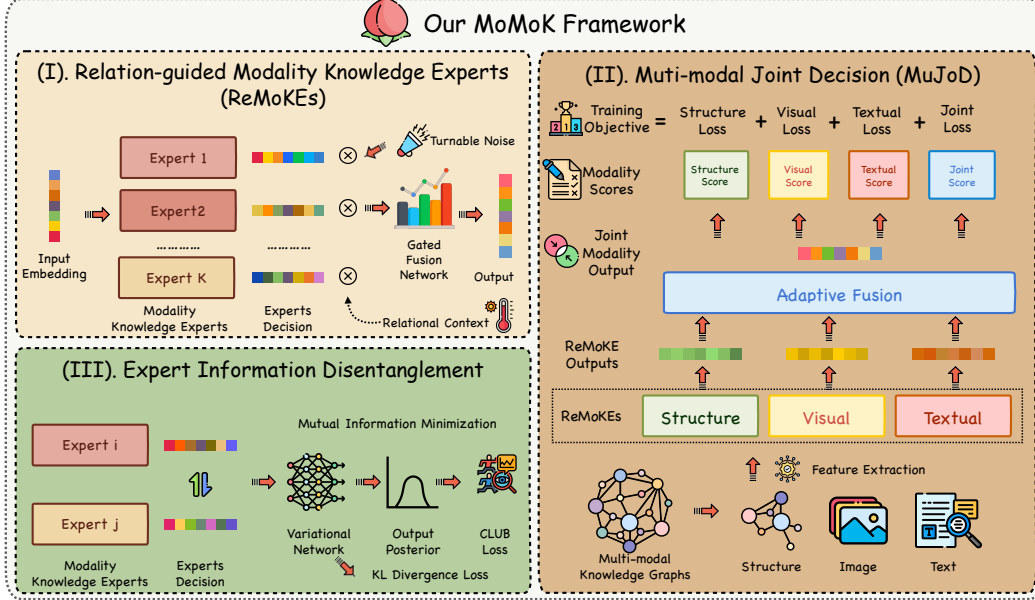 Our MoMoK Framework
(I). Relation-guided Modality Knowledge Experts
(ReMoKEs)
Turnable Noise
Expert 1
Expert2
.............
.............
Expert K
Input
Embedding
Gated
Fusion
Network
Output
Modality
Knowledge Experts
Experts
Decision
Relational Context
(II). Muti-modal Joint Decision (MuJoD)
Training
Objective = Structure Loss + Visual Loss + Textual Loss + Joint Loss
Modality
Scores
Structure
Score
Visual
Score
Textual
Score
Joint
Score
Joint
Modality
Output
Adaptive Fusion
ReMoKE
Outputs
ReMoKEs
Structure
Visual
Textual
Feature Extraction
Multi-modal
Knowledge Graphs
Structure
Image
T
Text
(III). Expert Information Disentanglement
Mutual Information Minimization
Expert i
Expert j
Modality
Knowledge Experts
Experts
Decision
Variational
Network
Output
Posterior
CLUB
Loss
KL Divergence Loss